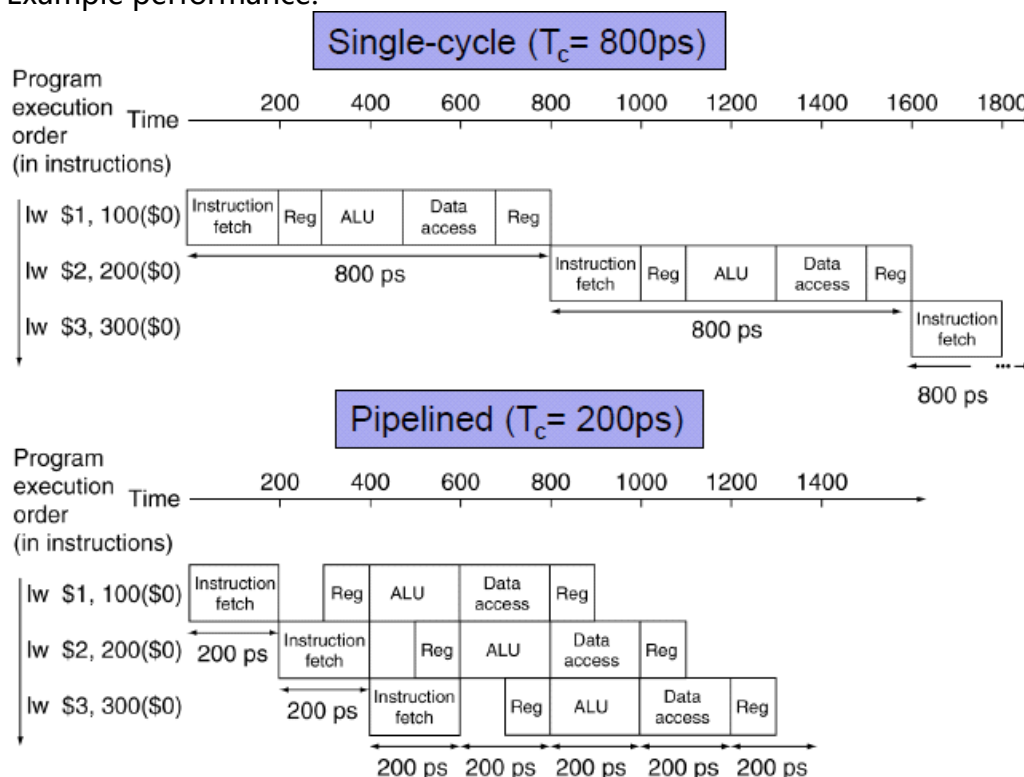 Example performance:
Single-cycle (Tc= 800ps)
Program
execution
order
(in instructions)
Time
200 400 600 800 1000 1200 1400 1600 1800
lw $1, 100($0)
Instruction
fetch
Reg
ALU
Data
access
Reg
800 ps
lw $2, 200($0)
Instruction
fetch
Reg
ALU
Data
access
Reg
800 ps
lw $3, 300($0)
Instruction
fetch
...
800 ps
Pipelined (Tc= 200ps)
Program
execution
order
(in instructions)
Time
200 400 600 800 1000 1200 1400
lw $1, 100($0)
Instruction
fetch
Reg
ALU
Data
access
Reg
200 ps
lw $2, 200($0)
Instruction
fetch
Reg
ALU
Data
access
Reg
200 ps
lw $3, 300($0)
Instruction
fetch
Reg
ALU
Data
access
Reg
200 ps 200 ps 200 ps 200 ps 200 ps